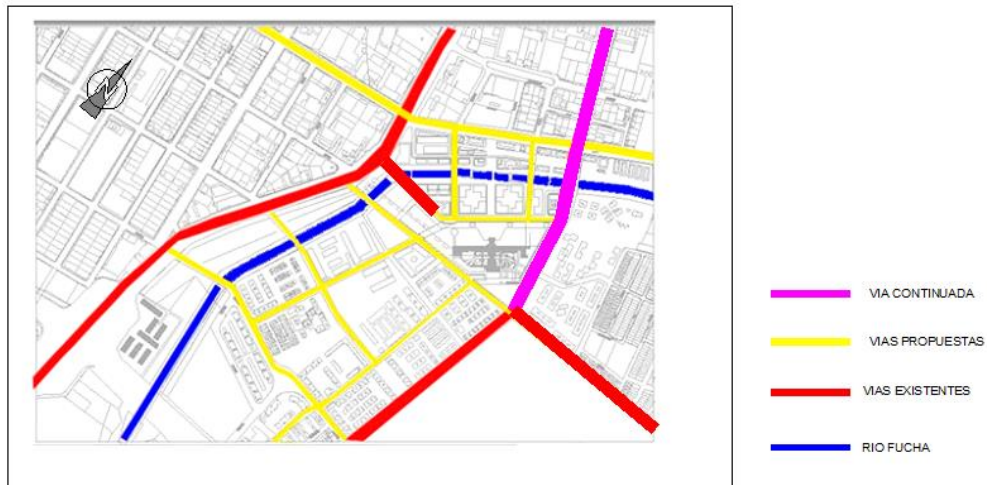 VIA CONTINUADA
VIAS PROPUESTAS
VIAS EXISTENTES
RIO FUCHA